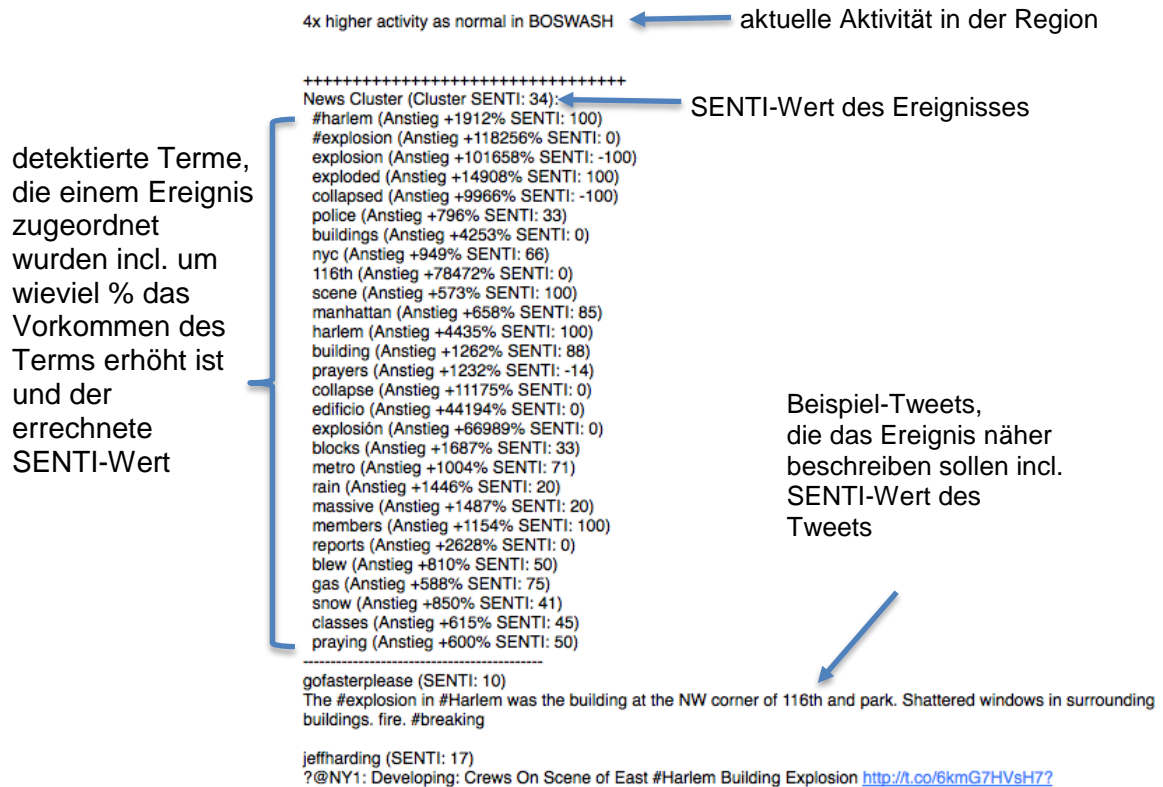 4x higher activity as normal in BOSWASH
aktuelle Aktivität in der Region
+++++++++++++++++++++++++++++++++
News Cluster (Cluster SENTI: 34):
SENTI-Wert des Ereignisses
#harlem (Anstieg +1912% SENTI: 100)
#explosion (Anstieg +118256% SENTI: 0)
explosion (Anstieg +101658% SENTI: -100)
exploded (Anstieg +14908% SENTI: 100)
collapsed (Anstieg +9966% SENTI: -100)
police (Anstieg +796% SENTI: 33)
buildings (Anstieg +4253% SENTI: 0)
nyc (Anstieg +949% SENTI: 66)
116th (Anstieg +78472% SENTI: 0)
scene (Anstieg +573% SENTI: 100)
manhattan (Anstieg +658% SENTI: 85)
harlem (Anstieg +4435% SENTI: 100)
building (Anstieg +1262% SENTI: 88)
prayers (Anstieg +1232% SENTI: -14)
collapse (Anstieg +11175% SENTI: 0)
edificio (Anstieg +44194% SENTI: 0)
explosión (Anstieg +66989% SENTI: 0)
blocks (Anstieg +1687% SENTI: 33)
metro (Anstieg +1004% SENTI: 71)
rain (Anstieg +1446% SENTI: 20)
massive (Anstieg +1487% SENTI: 20)
members (Anstieg +1154% SENTI: 100)
reports (Anstieg +2628% SENTI: 0)
blew (Anstieg +810% SENTI: 50)
gas (Anstieg +588% SENTI: 75)
snow (Anstieg +850% SENTI: 41)
classes (Anstieg +615% SENTI: 45)
praying (Anstieg +600% SENTI: 50)
detektierte Terme,
die einem Ereignis
zugeordnet
wurden incl. um
wieviel % das
Vorkommen des
Terms erhöht ist
und der
errechnete
SENTI-Wert
Beispiel-Tweets,
die das Ereignis näher
beschreiben sollen incl.
SENTI-Wert des
Tweets
--------------------------------------------
gofasterplease (SENTI: 10)
The #explosion in #Harlem was the building at the NW corner of 116th and park. Shattered windows in surrounding
buildings. fire. #breaking
jeffharding (SENTI: 17)
?@NY1: Developing: Crews On Scene of East #Harlem Building Explosion http://t.co/6kmG7HVsH7?